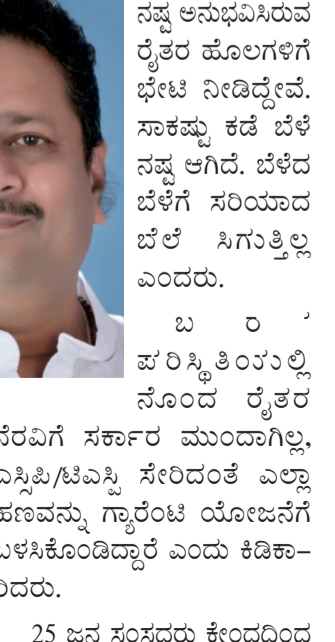 ನಷ್ಟ ಅನುಭವಿಸಿರುವ
ರೈತರ ಹೊಲಗಳಿಗೆ
ಭೇಟಿ ನೀಡಿದ್ದೇವೆ.
ಸಾಕಷ್ಟು ಕಡೆ ಬೆಳೆ
ನಷ್ಟ ಆಗಿದೆ. ಬೆಳೆದ
ಬೆಳೆಗೆ ಸರಿಯಾದ
ಬೆಲೆ ಸಿಗುತ್ತಿಲ್ಲ
ಎಂದರು.
ಬರ
ಪರಿಸ್ಥಿತಿಯಲ್ಲಿ
ನೊಂದ ರೈತರ
ನೆರವಿಗೆ ಸರ್ಕಾರ ಮುಂದಾಗಿಲ್ಲ,
ಎಸ್ಸಿಪಿ/ಟಿಎಸ್ಪಿ ಸೇರಿದಂತೆ ಎಲ್ಲಾ
ಹಣವನ್ನು ಗ್ಯಾರೆಂಟಿ ಯೋಜನೆಗೆ
ಬಳಸಿಕೊಂಡಿದ್ದಾರೆ ಎಂದು ಕಿಡಿಕಾ-
ರಿದರು.
25 ಜನ ಸಂಸದರು ಕೇಂದ್ರದಿಂದ